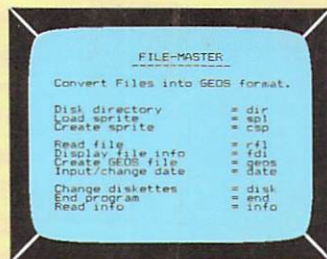 FILE-MASTER
-----------
Convert Files into GEOS format.
Disk directory = dir
Load sprite = spl
Create sprite = csp
Read file = rfl
Display file info = fdi
Create GEOS file = geos
Input/change date = date
Change diskettes = disk
End program = end
Read info = info